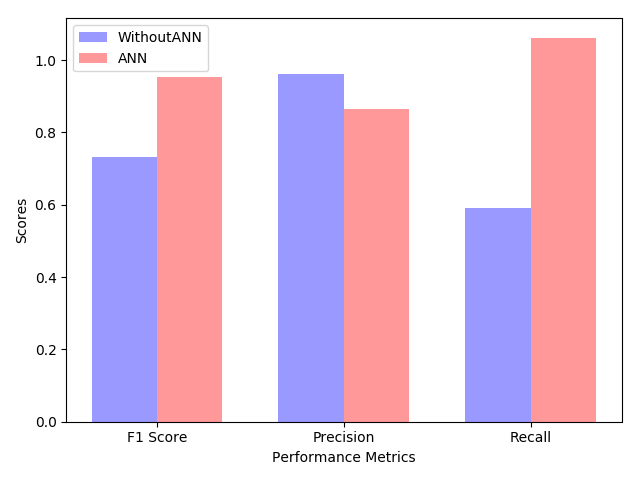 WithoutANN
ANN
1.0
0.8
0.6
0.4
0.2
0.0
Scores
F1 Score Precision Recall
Performance Metrics